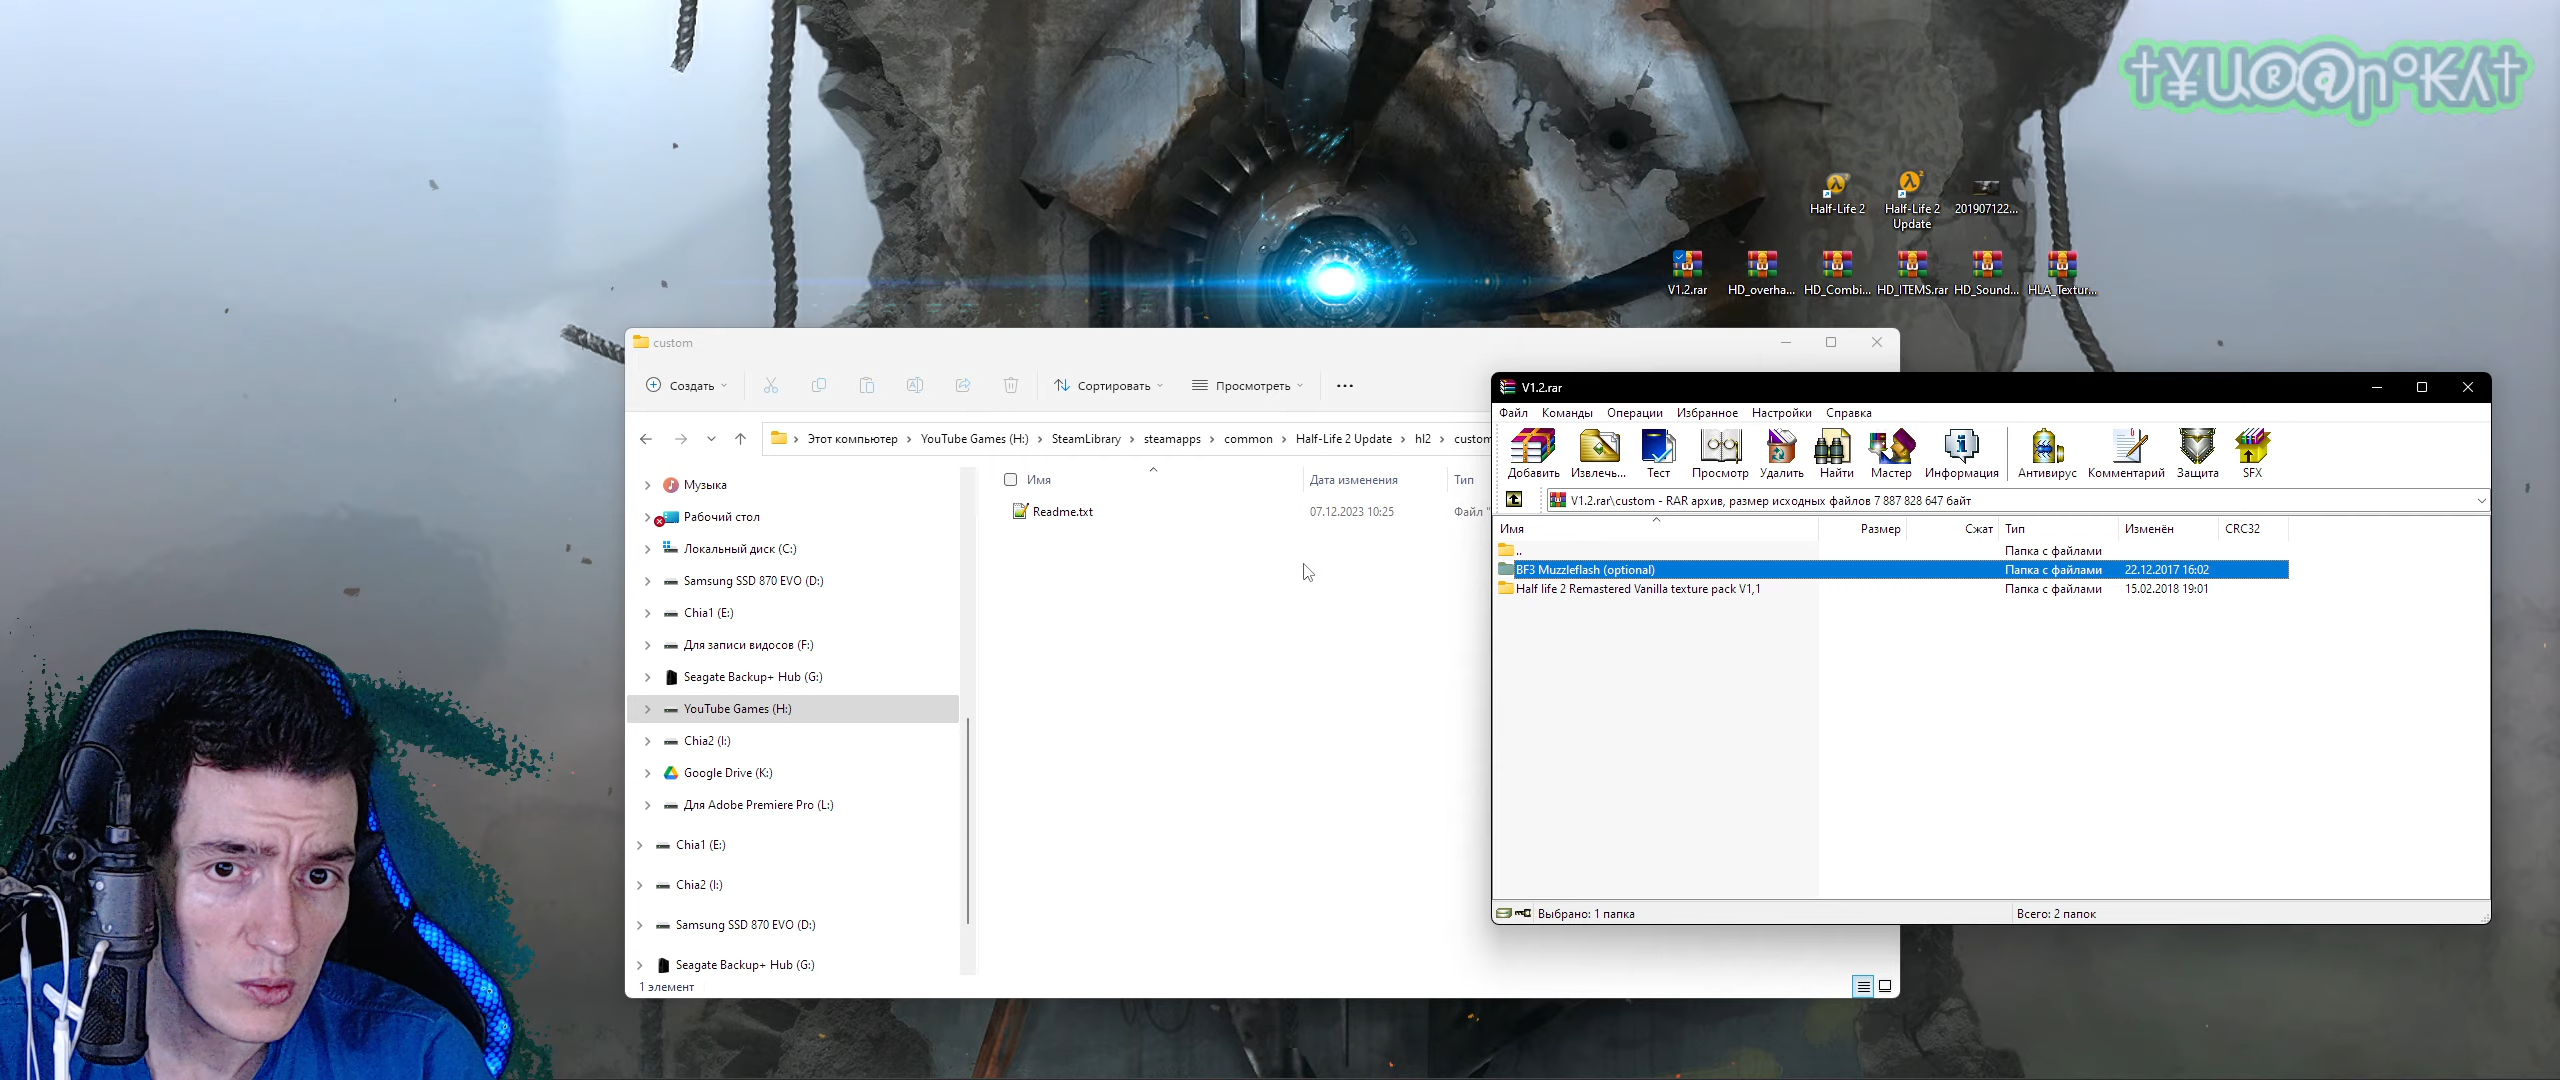 †¥U®@ηºKΛ†
Half-Life 2
Half-Life 2 Update
201907122...
V1.2.rar
HD_overha...
HD_Combi...
HD_ITEMS.rar
HD_Sound...
HLA_Textur...
custom
Создать
Сортировать
Просмотреть
Этот компьютер
YouTube Games (H:)
SteamLibrary
steamapps
common
Half-Life 2 Update
hl2
custom
Имя
Дата изменения
Тип
Readme.txt
07.12.2023 10:25
Файл "
Музыка
Рабочий стол
Локальный диск (C:)
Samsung SSD 870 EVO (D:)
Chia1 (E:)
Для записи видосов (F:)
Seagate Backup+ Hub (G:)
YouTube Games (H:)
Chia2 (I:)
Google Drive (K:)
Для Adobe Premiere Pro (L:)
Chia1 (E:)
Chia2 (I:)
Samsung SSD 870 EVO (D:)
Seagate Backup+ Hub (G:)
1 элемент
V1.2.rar
Файл Команды Операции Избранное Настройки Справка
Добавить Извлечь... Тест Просмотр Удалить Найти Мастер Информация Антивирус Комментарий Защита SFX
V1.2.rar\custom - RAR архив, размер исходных файлов 7 887 828 647 байт
Имя Размер Сжат Тип Изменён CRC32
.. Папка с файлами
BF3 Muzzleflash (optional) Папка с файлами 22.12.2017 16:02
Half life 2 Remastered Vanilla texture pack V1,1 Папка с файлами 15.02.2018 19:01
Выбрано: 1 папка
Всего: 2 папок